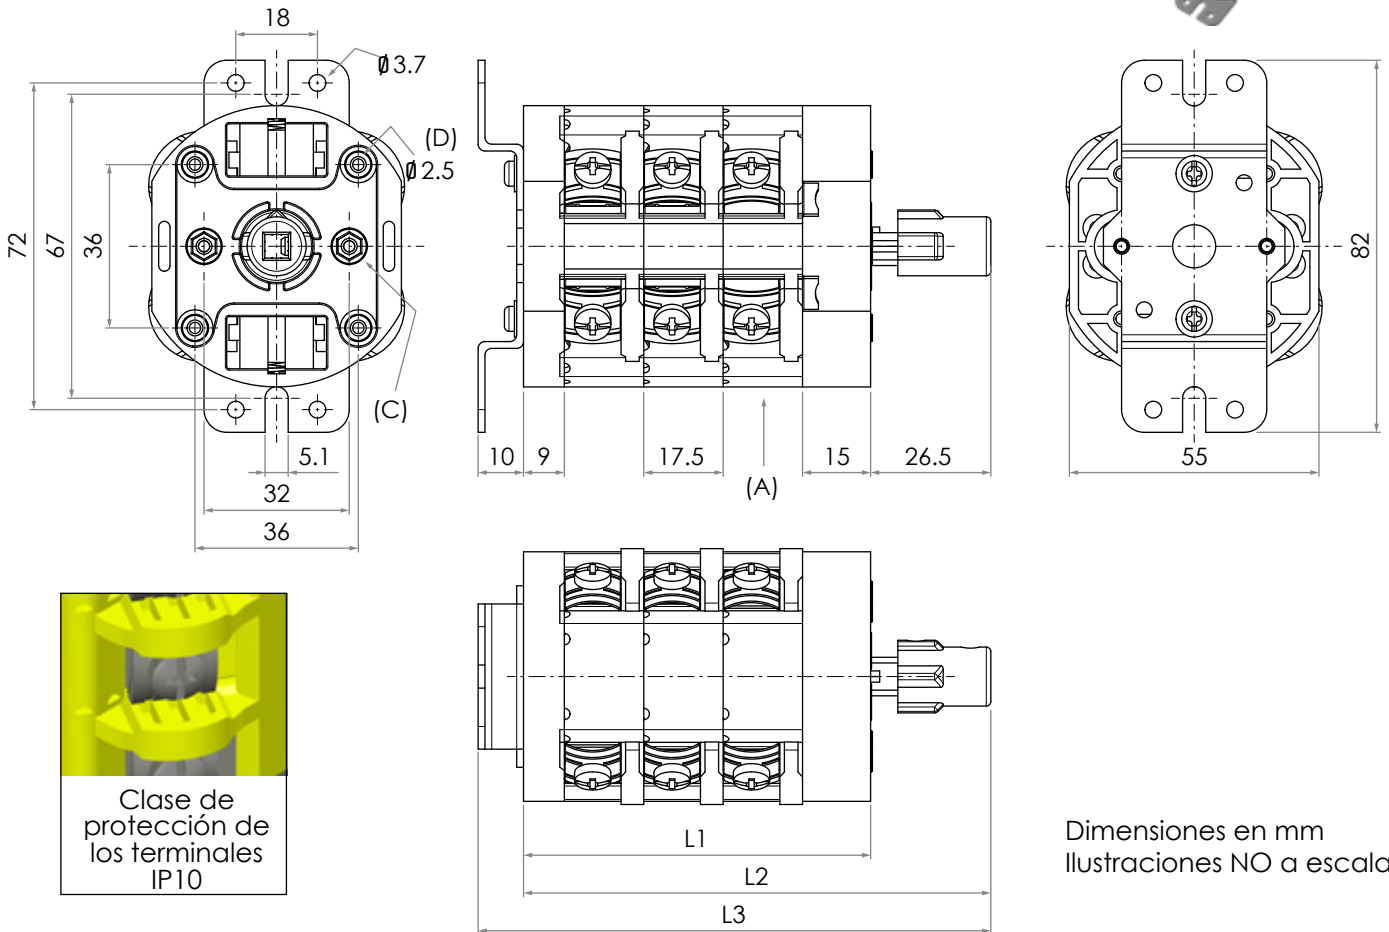 18
Ø3.7
(D)
Ø2.5
72
67
36
(C)
5.1
32
36
10
9
17.5
15
26.5
(A)
82
55
Clase de
protección de
los terminales
IP10
L1
L2
L3
Dimensiones en mm
Ilustraciones NO a escala